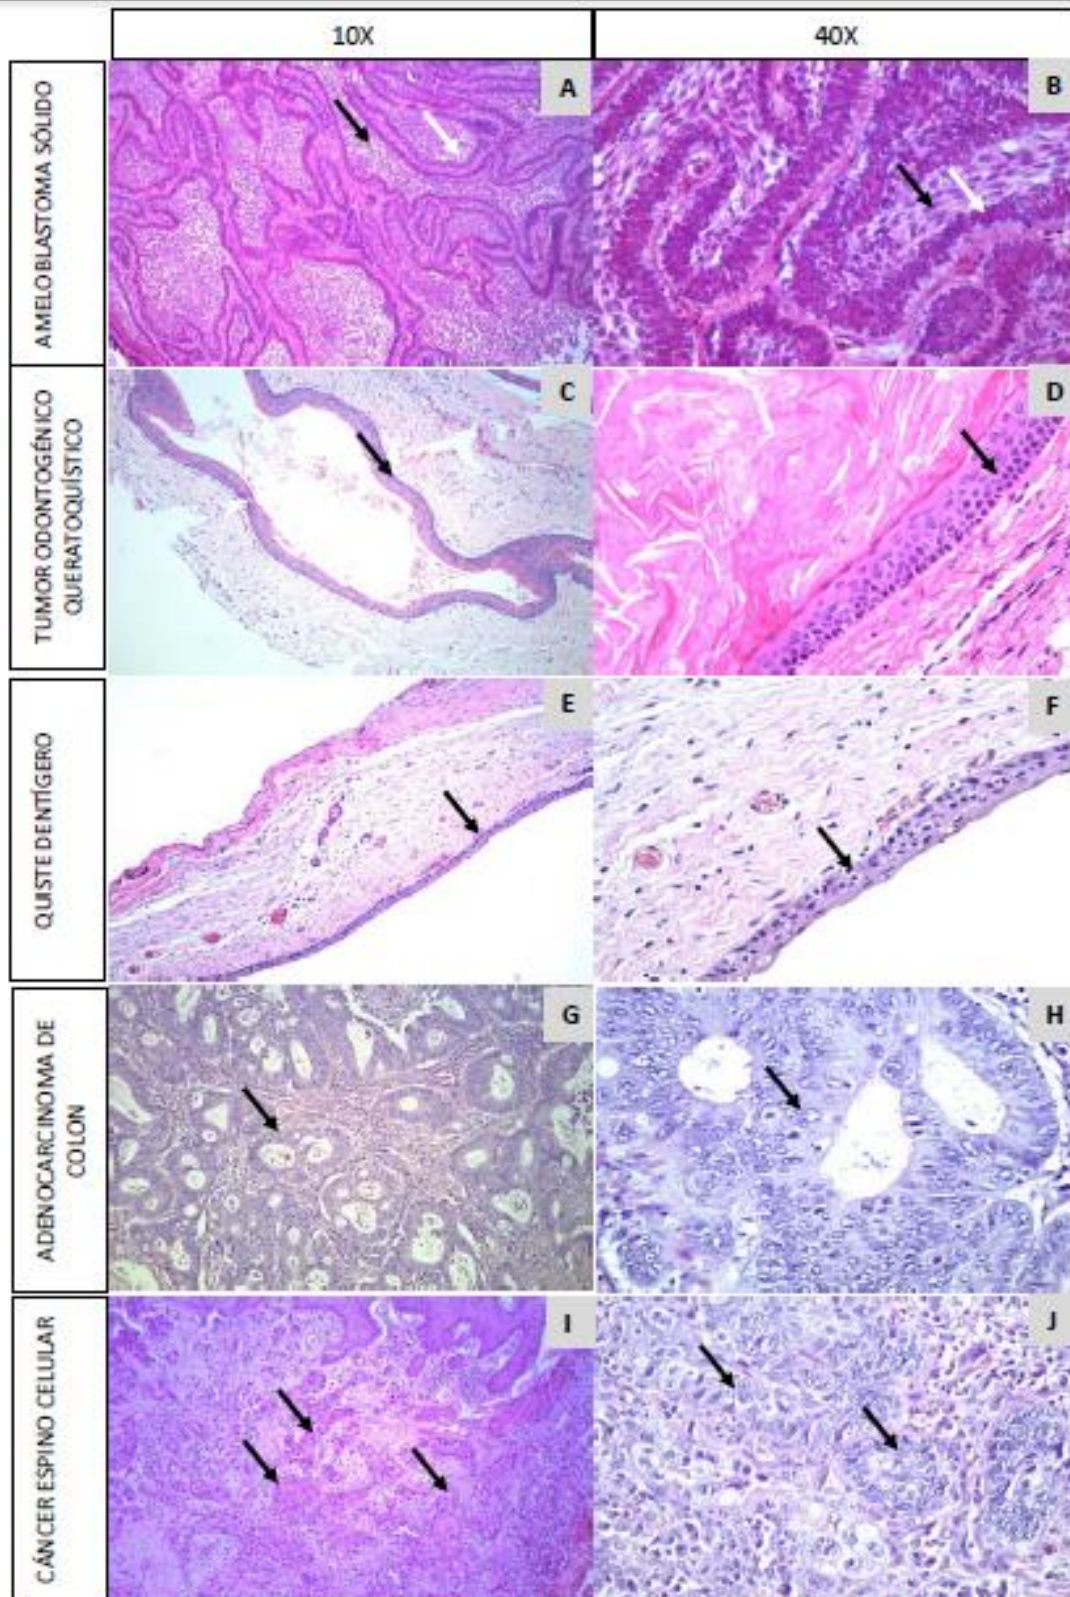 10X
40X
AMELOBLASTOMA SÓLIDO
A
B
TUMOR ODONTOGÉNICO
QUERATOQUÍSTICO
C
D
QUISTE DENTÍGERO
E
F
ADENOCARCINOMA DE
COLON
G
H
CÁNCER ESPINO CELULAR
I
J